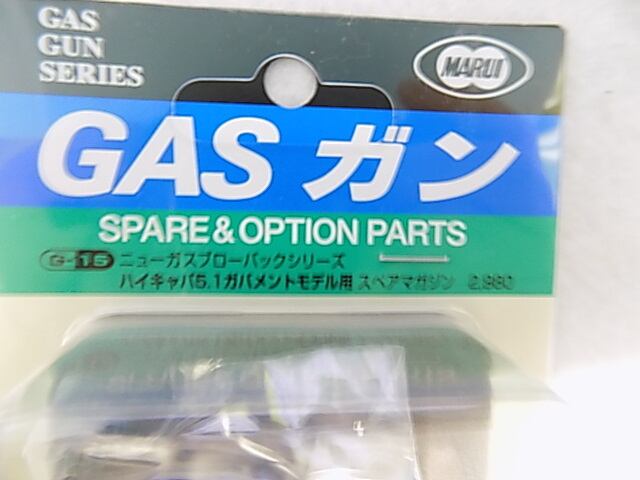 GAS
GUN
SERIES
MARUI
GAS ガン
SPARE & OPTION PARTS
G-15 ニューガスブローバックシリーズ
ハイキャパ5.1ガバメントモデル用 スペアマガジン 2,980